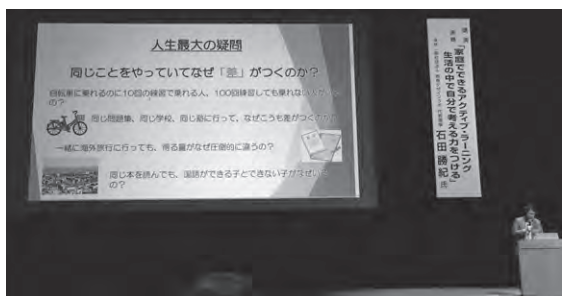 人生最大の疑問
同じことをやっていてなぜ「差」がつくのか?
自転車に乗れるのに10回の練習で乗れる人、100回練習しても乗れない
の?
同じ問題集、同じ学校、同じ塾に行って、なぜこうも差がつく
一緒に海外旅行に行っても、得る量がなぜ圧倒的に違うの?
同じ本を読んでも、国語ができる子とできない子が
の?
講演
「家庭でできるアクティブ・ラーニング
生活の中で自分で考える力をつける」
石田勝紀 氏